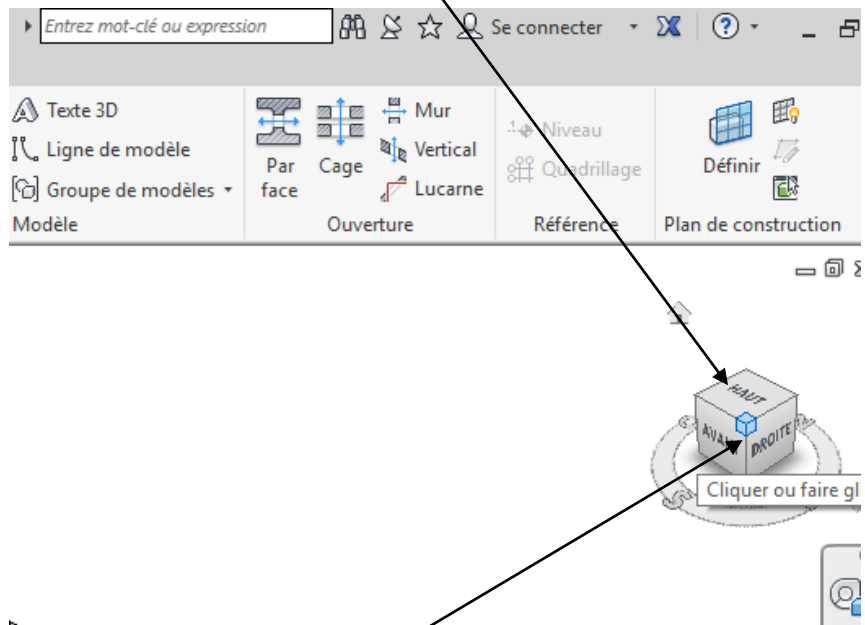 Entrez mot-clé ou expression Se connecter
Texte 3D
Ligne de modèle
Groupe de modèles
Modèle
Par face
Cage
Mur
Vertical
Lucarne
Ouverture
Niveau
Quadrillage
Référence
Définir
Plan de construction
HAUT
AVANT
DROITE
Cliquer ou faire gl